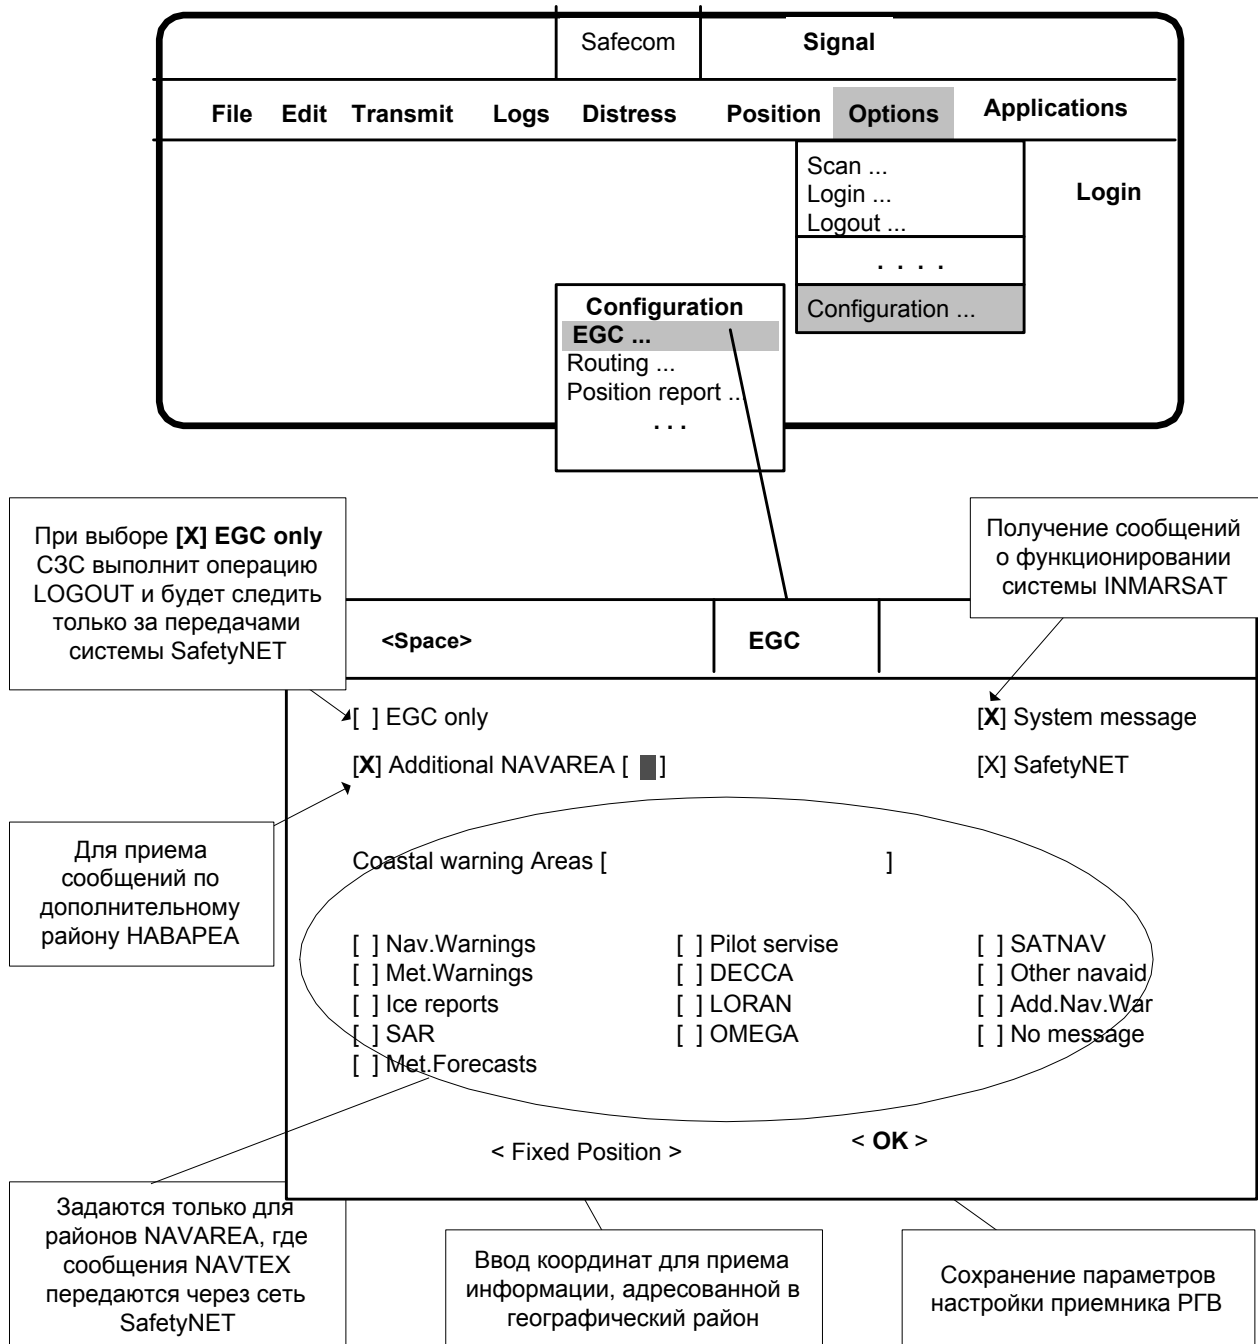 Safecom Signal
File Edit Transmit Logs Distress Position Options Applications
Scan ...
Login ...
Logout ...
. . . .
Configuration ...
Login
Configuration
EGC ...
Routing ...
Position report ...
. . .
При выборе [X] EGC only
СЗС выполнит операцию
LOGOUT и будет следить
только за передачами
системы SafetyNET
Получение сообщений
о функционировании
системы INMARSAT
<Space> EGC
[ ] EGC only [X] System message
[X] Additional NAVAREA [ ] [X] SafetyNET
Для приема
сообщений по
дополнительному
району НАВАРЕА
Coastal warning Areas [ ]
[ ] Nav.Warnings [ ] Pilot servise [ ] SATNAV
[ ] Met.Warnings [ ] DECCA [ ] Other navaid
[ ] Ice reports [ ] LORAN [ ] Add.Nav.War
[ ] SAR [ ] OMEGA [ ] No message
[ ] Met.Forecasts
< Fixed Position > < OK >
Задаются только для
районов NAVAREA, где
сообщения NAVTEX
передаются через сеть
SafetyNET
Ввод координат для приема
информации, адресованной в
географический район
Сохранение параметров
настройки приемника РГВ